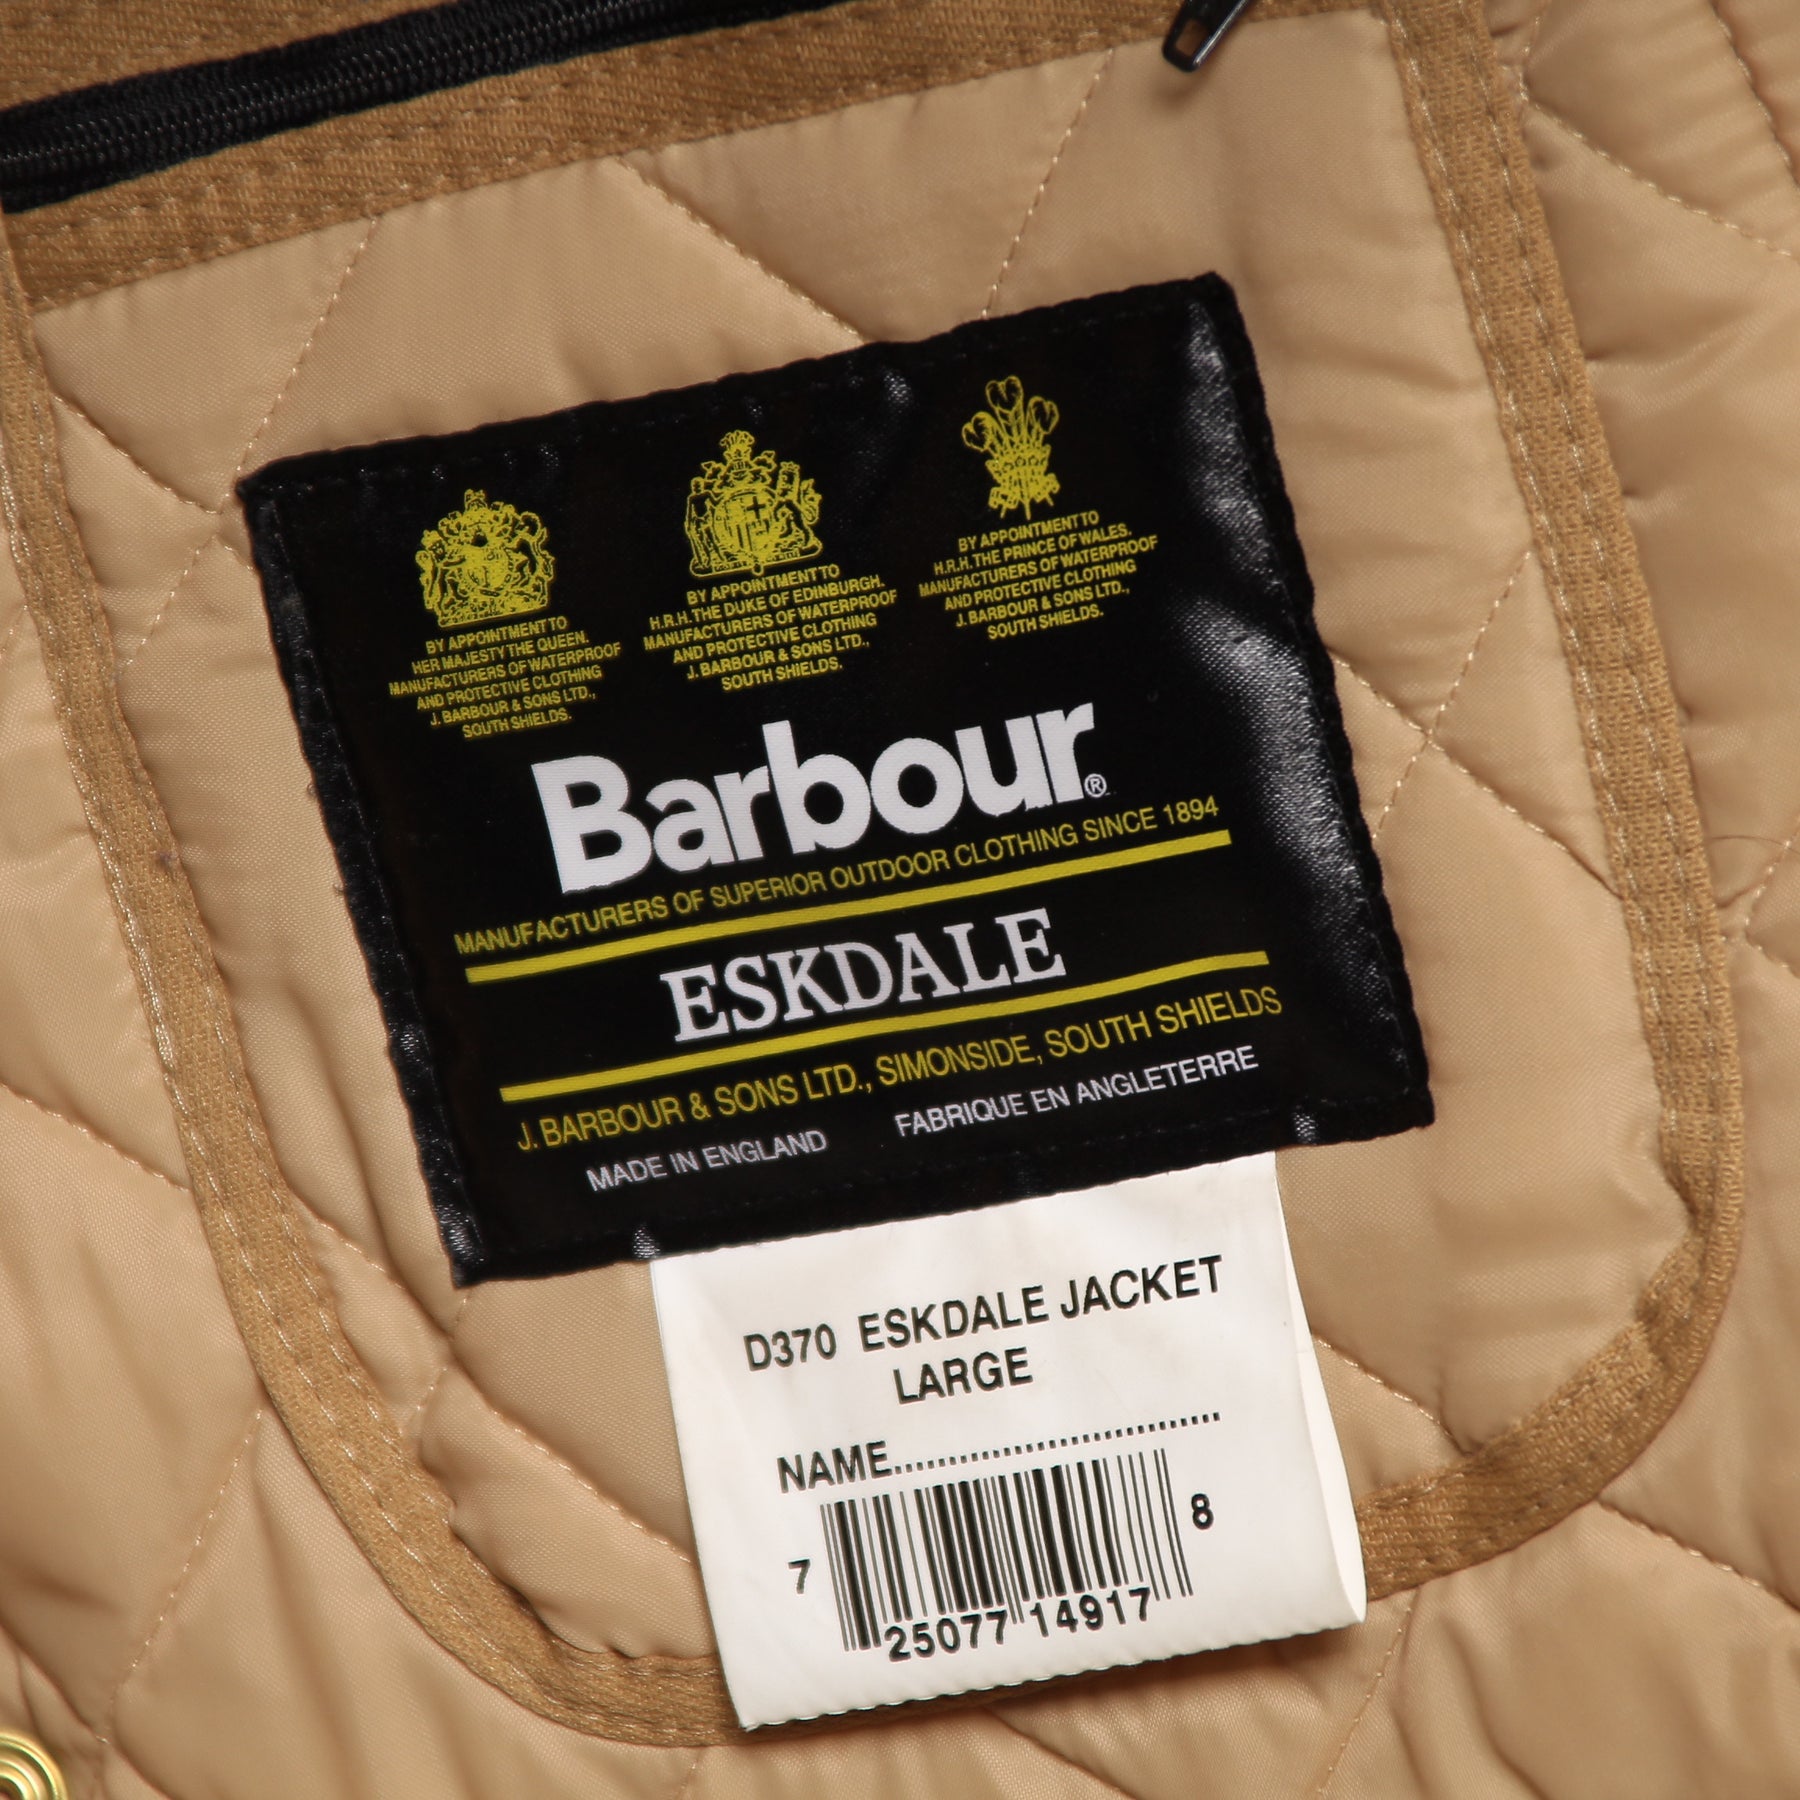 BY APPOINTMENT TO
HER MAJESTY THE QUEEN.
MANUFACTURERS OF WATERPROOF
AND PROTECTIVE CLOTHING
J. BARBOUR & SONS LTD.,
SOUTH SHIELDS.
BY APPOINTMENT TO
H.R.H. THE DUKE OF EDINBURGH.
MANUFACTURERS OF WATERPROOF
AND PROTECTIVE CLOTHING
J. BARBOUR & SONS LTD.,
SOUTH SHIELDS.
BY APPOINTMENT TO
H.R.H. THE PRINCE OF WALES.
MANUFACTURERS OF WATERPROOF
AND PROTECTIVE CLOTHING
J. BARBOUR & SONS LTD.,
SOUTH SHIELDS.
Barbour®
MANUFACTURERS OF SUPERIOR OUTDOOR CLOTHING SINCE 1894
ESKDALE
J. BARBOUR & SONS LTD., SIMONSIDE, SOUTH SHIELDS
MADE IN ENGLAND FABRIQUE EN ANGLETERRE
D370 ESKDALE JACKET
LARGE
NAME..............................
7 25077 14917 8